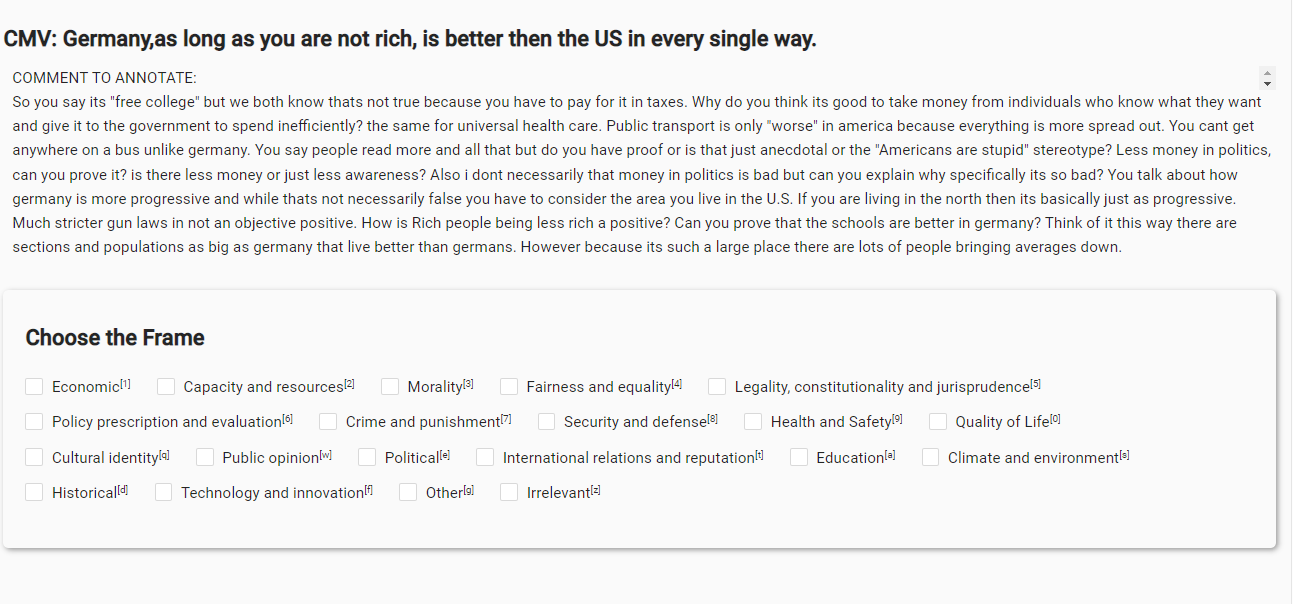 CMV: Germany,as long as you are not rich, is better then the US in every single way.
COMMENT TO ANNOTATE:
So you say its "free college" but we both know thats not true because you have to pay for it in taxes. Why do you think its good to take money from individuals who know what they want
and give it to the government to spend inefficiently? the same for universal health care. Public transport is only "worse" in america because everything is more spread out. You cant get
anywhere on a bus unlike germany. You say people read more and all that but do you have proof or is that just anecdotal or the "Americans are stupid" stereotype? Less money in politics,
can you prove it? is there less money or just less awareness? Also i dont necessarily that money in politics is bad but can you explain why specifically its so bad? You talk about how
germany is more progressive and while thats not necessarily false you have to consider the area you live in the U.S. If you are living in the north then its basically just as progressive.
Much stricter gun laws in not an objective positive. How is Rich people being less rich a positive? Can you prove that the schools are better in germany? Think of it this way there are
sections and populations as big as germany that live better than germans. However because its such a large place there are lots of people bringing averages down.
Choose the Frame
Economic[1] Capacity and resources[2] Morality[3] Fairness and equality[4] Legality, constitutionality and jurisprudence[5]
Policy prescription and evaluation[6] Crime and punishment[7] Security and defense[8] Health and Safety[9] Quality of Life[0]
Cultural identity[q] Public opinion[w] Political[e] International relations and reputation[t] Education[a] Climate and environment[s]
Historical[d] Technology and innovation[f] Other[g] Irrelevant[z]